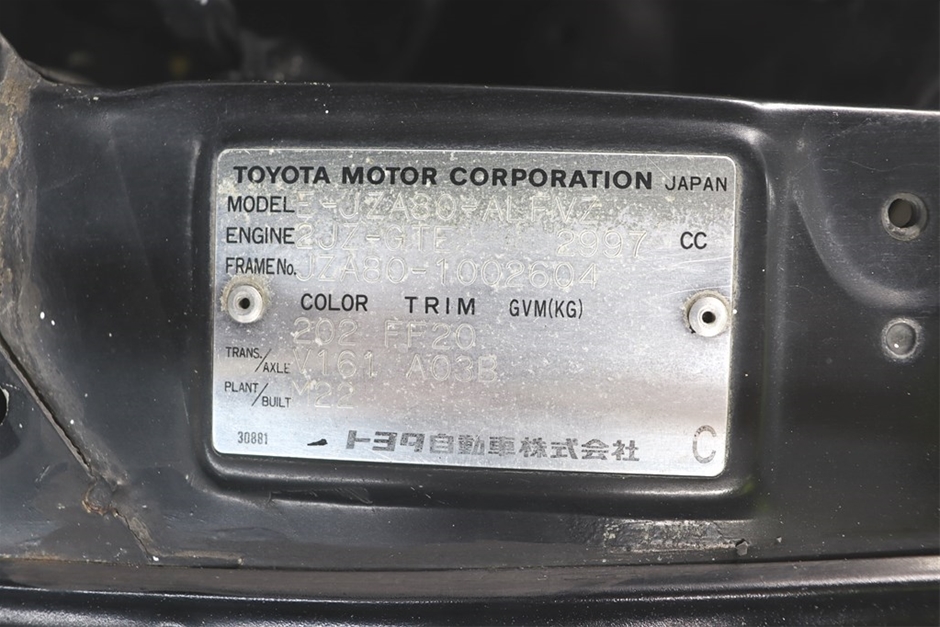 TOYOTA MOTOR CORPORATION JAPAN
MODEL E-JZA80-ALFVZ
ENGINE 2JZ-GTE 2997 CC
FRAME No. JZA80-1002604
COLOR TRIM GVM(KG)
202 FF20
TRANS./AXLE V161 A03B
PLANT/BUILT M22
30881 トヨタ自動車株式会社 C